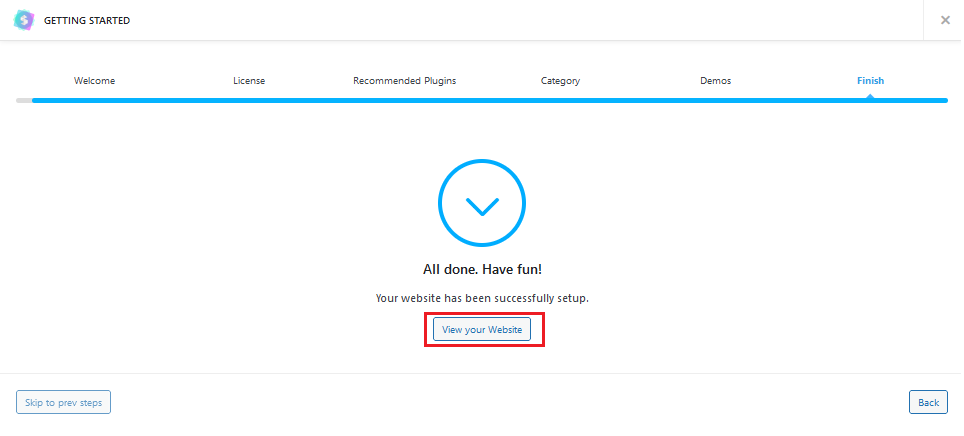 GETTING STARTED
Welcome License Recommended Plugins Category Demos Finish
All done. Have fun!
Your website has been successfully setup.
View your Website
Skip to prev steps Back